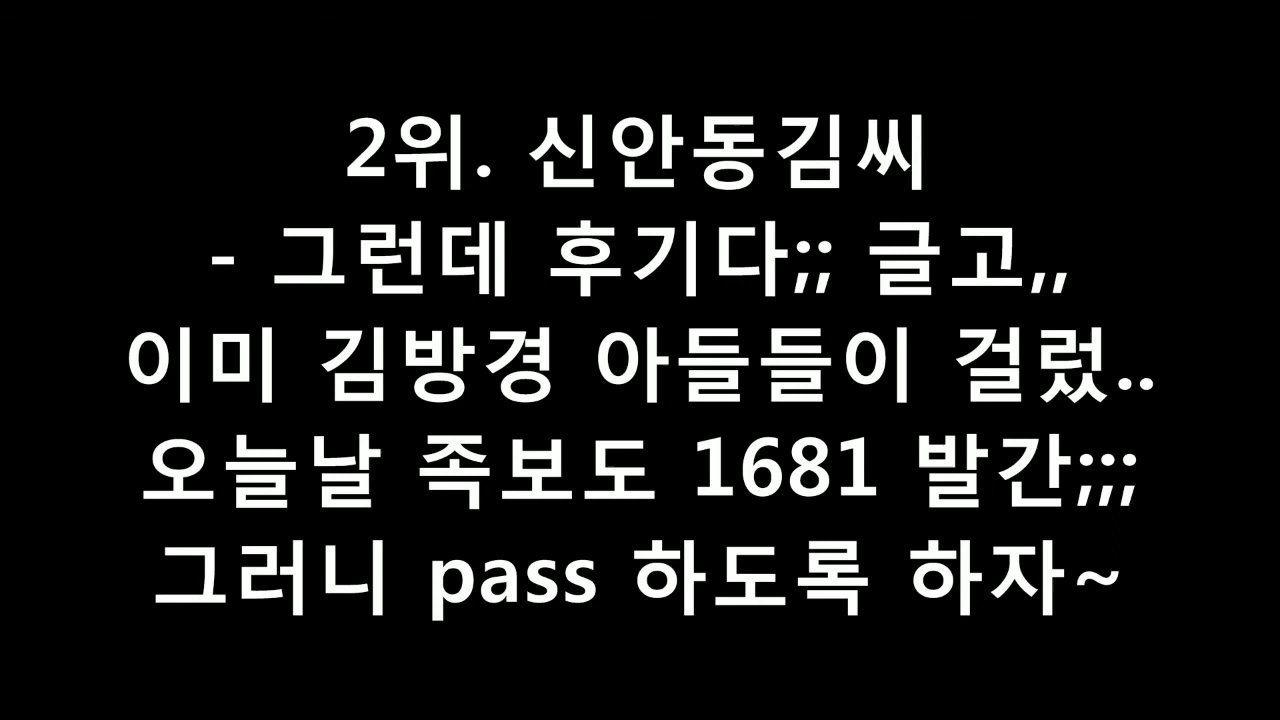 2위. 신안동김씨
- 그런데 후기다;; 글고,,
이미 김방경 아들들이 걸렀..
오늘날 족보도 1681 발간;;;
그러니 pass 하도록 하자~